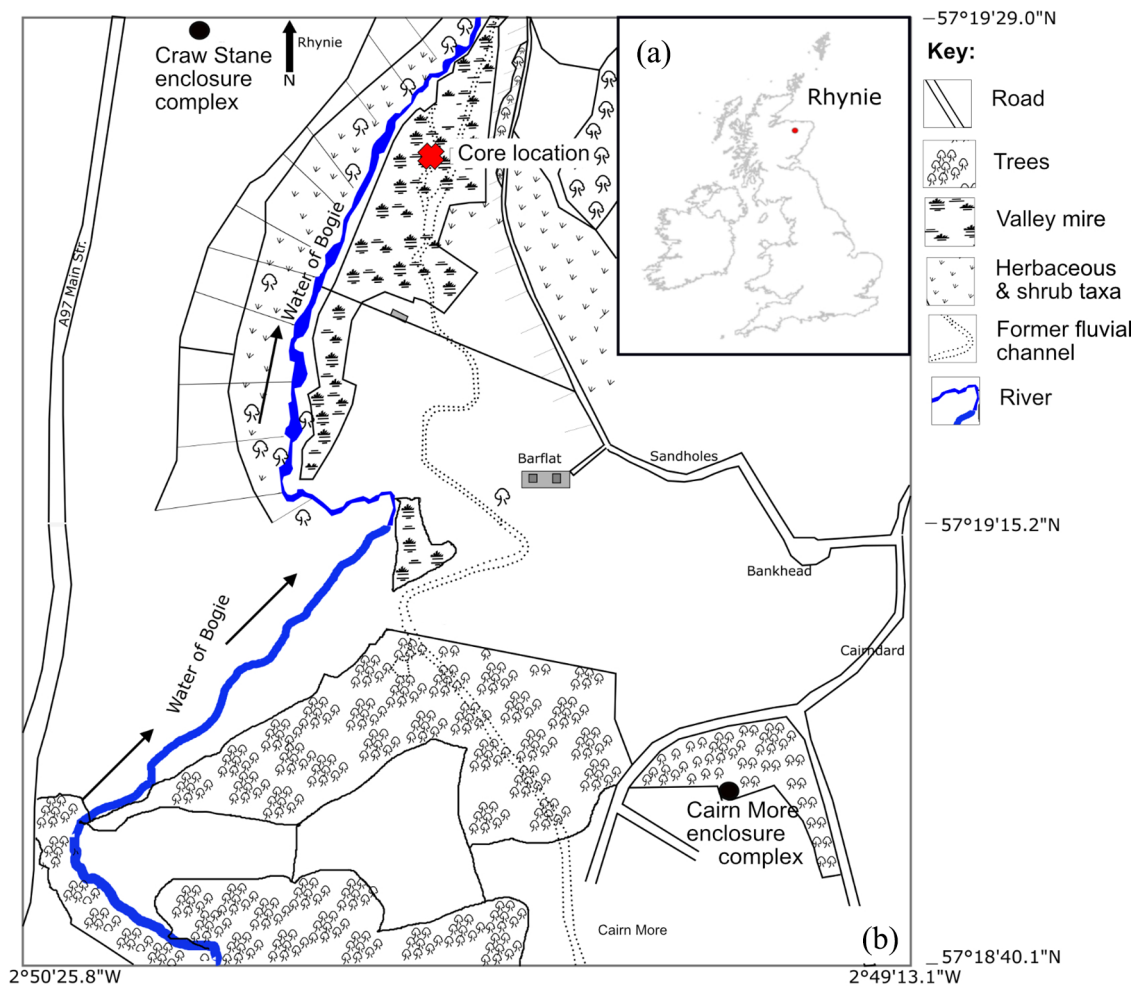 57°19'29.0"N
Craw Stane
enclosure
complex
Rhynie
N
(a)
Rhynie
Key:
Road
Trees
Valley mire
Herbaceous
& shrub taxa
Former fluvial
channel
River
Core location
A97 Main Str.
Water of Bogie
Barflat
Sandholes
57°19'15.2"N
Bankhead
Water of Bogie
Cairndard
Cairn More
enclosure
complex
Cairn More
(b)
57°18'40.1"N
2°50'25.8"W
2°49'13.1"W